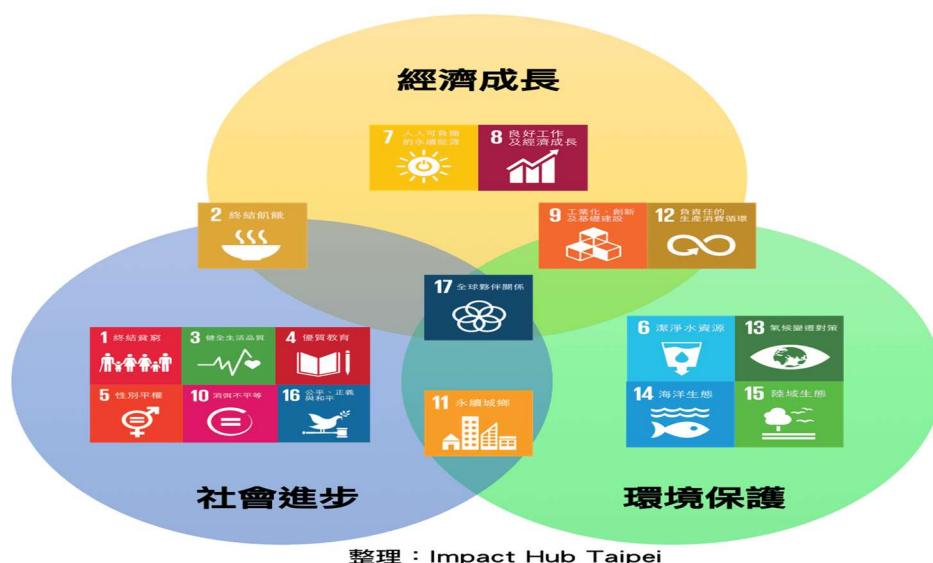 經濟成長
7 人人可負擔
的永續能源
8 良好工作
及經濟成長
2 終結飢餓
9 工業化、創新
及基礎建設
12 負責任的
生產消費循環
17 全球夥伴關係
1 終結貧窮
3 健全生活品質
4 優質教育
6 潔淨水資源
13 氣候變遷對策
5 性別平權
10 消弭不平等
16 公平、正義
與和平
11 永續城鄉
14 海洋生態
15 陸域生態
社會進步
環境保護
整理：Impact Hub Taipei